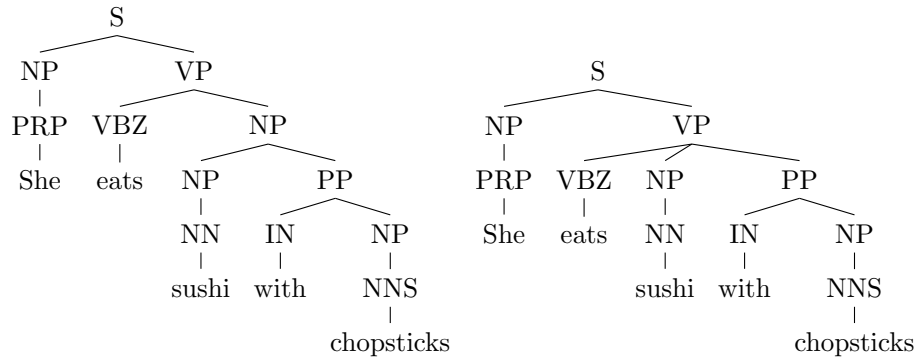 S
NP VP
PRP VBZ NP
She eats NP PP
NN IN NP
sushi with NNS
chopsticks
S
NP VP
PRP VBZ NP PP
She eats NN IN NP
sushi with NNS
chopsticks